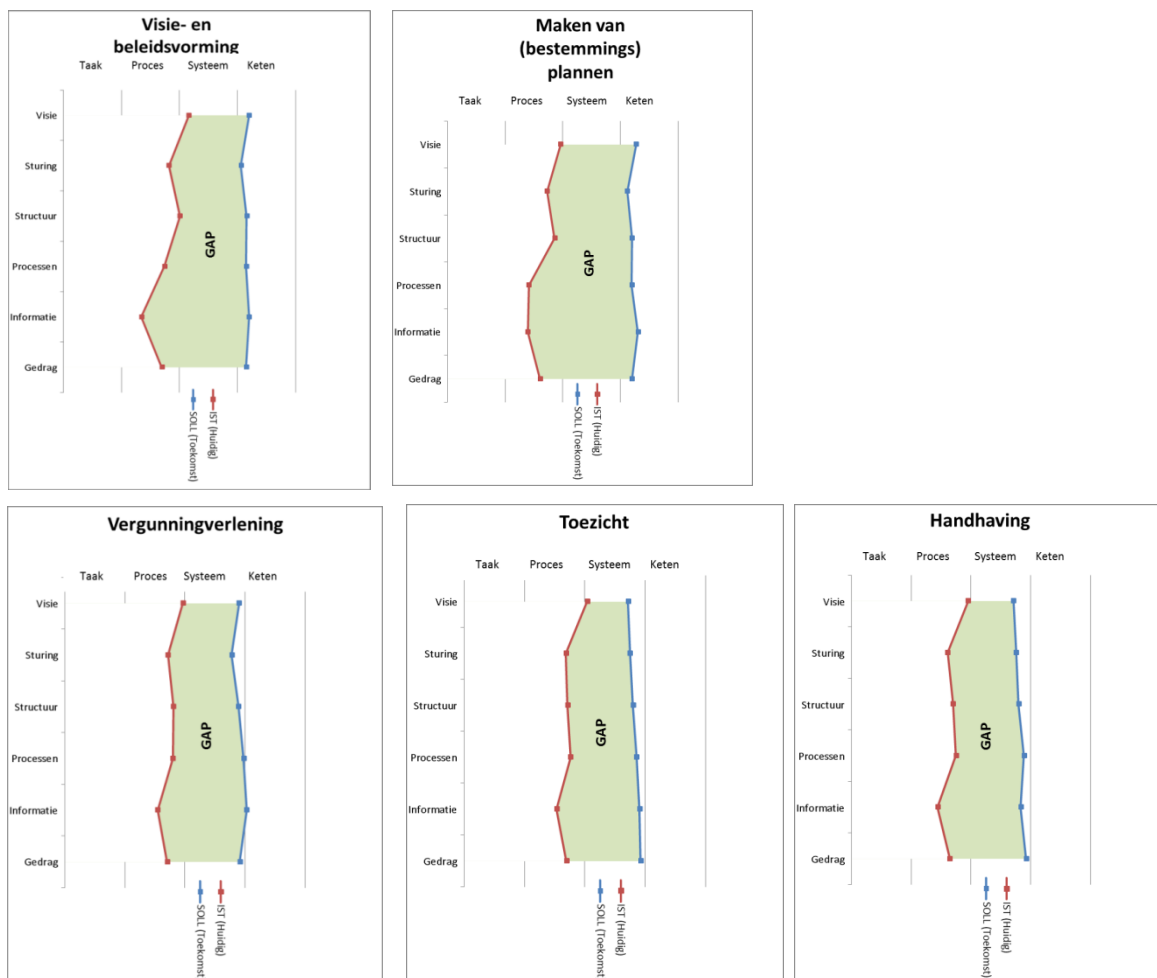 Visie- en
beleidsvorming
Taak Proces Systeem Keten
Visie
Sturing
Structuur
Processen
Informatie
Gedrag
GAP
SOLL (Toekomst)
IST (Huidig)
Maken van
(bestemmings)
plannen
Taak Proces Systeem Keten
Visie
Sturing
Structuur
Processen
Informatie
Gedrag
GAP
SOLL (Toekomst)
IST (Huidig)
Vergunningverlening
Taak Proces Systeem Keten
Visie
Sturing
Structuur
Processen
Informatie
Gedrag
GAP
SOLL (Toekomst
IST (Huidig)
Toezicht
Taak Proces Systeem Keten
Visie
Sturing
Structuur
Processen
Informatie
Gedrag
GAP
SOLL (Toekomst
IST (Huidig)
Handhaving
Taak Proces Systeem Keten
Visie
Sturing
Structuur
Processen
Informatie
Gedrag
GAP
SOLL (Toekomst
IST (Huidig)